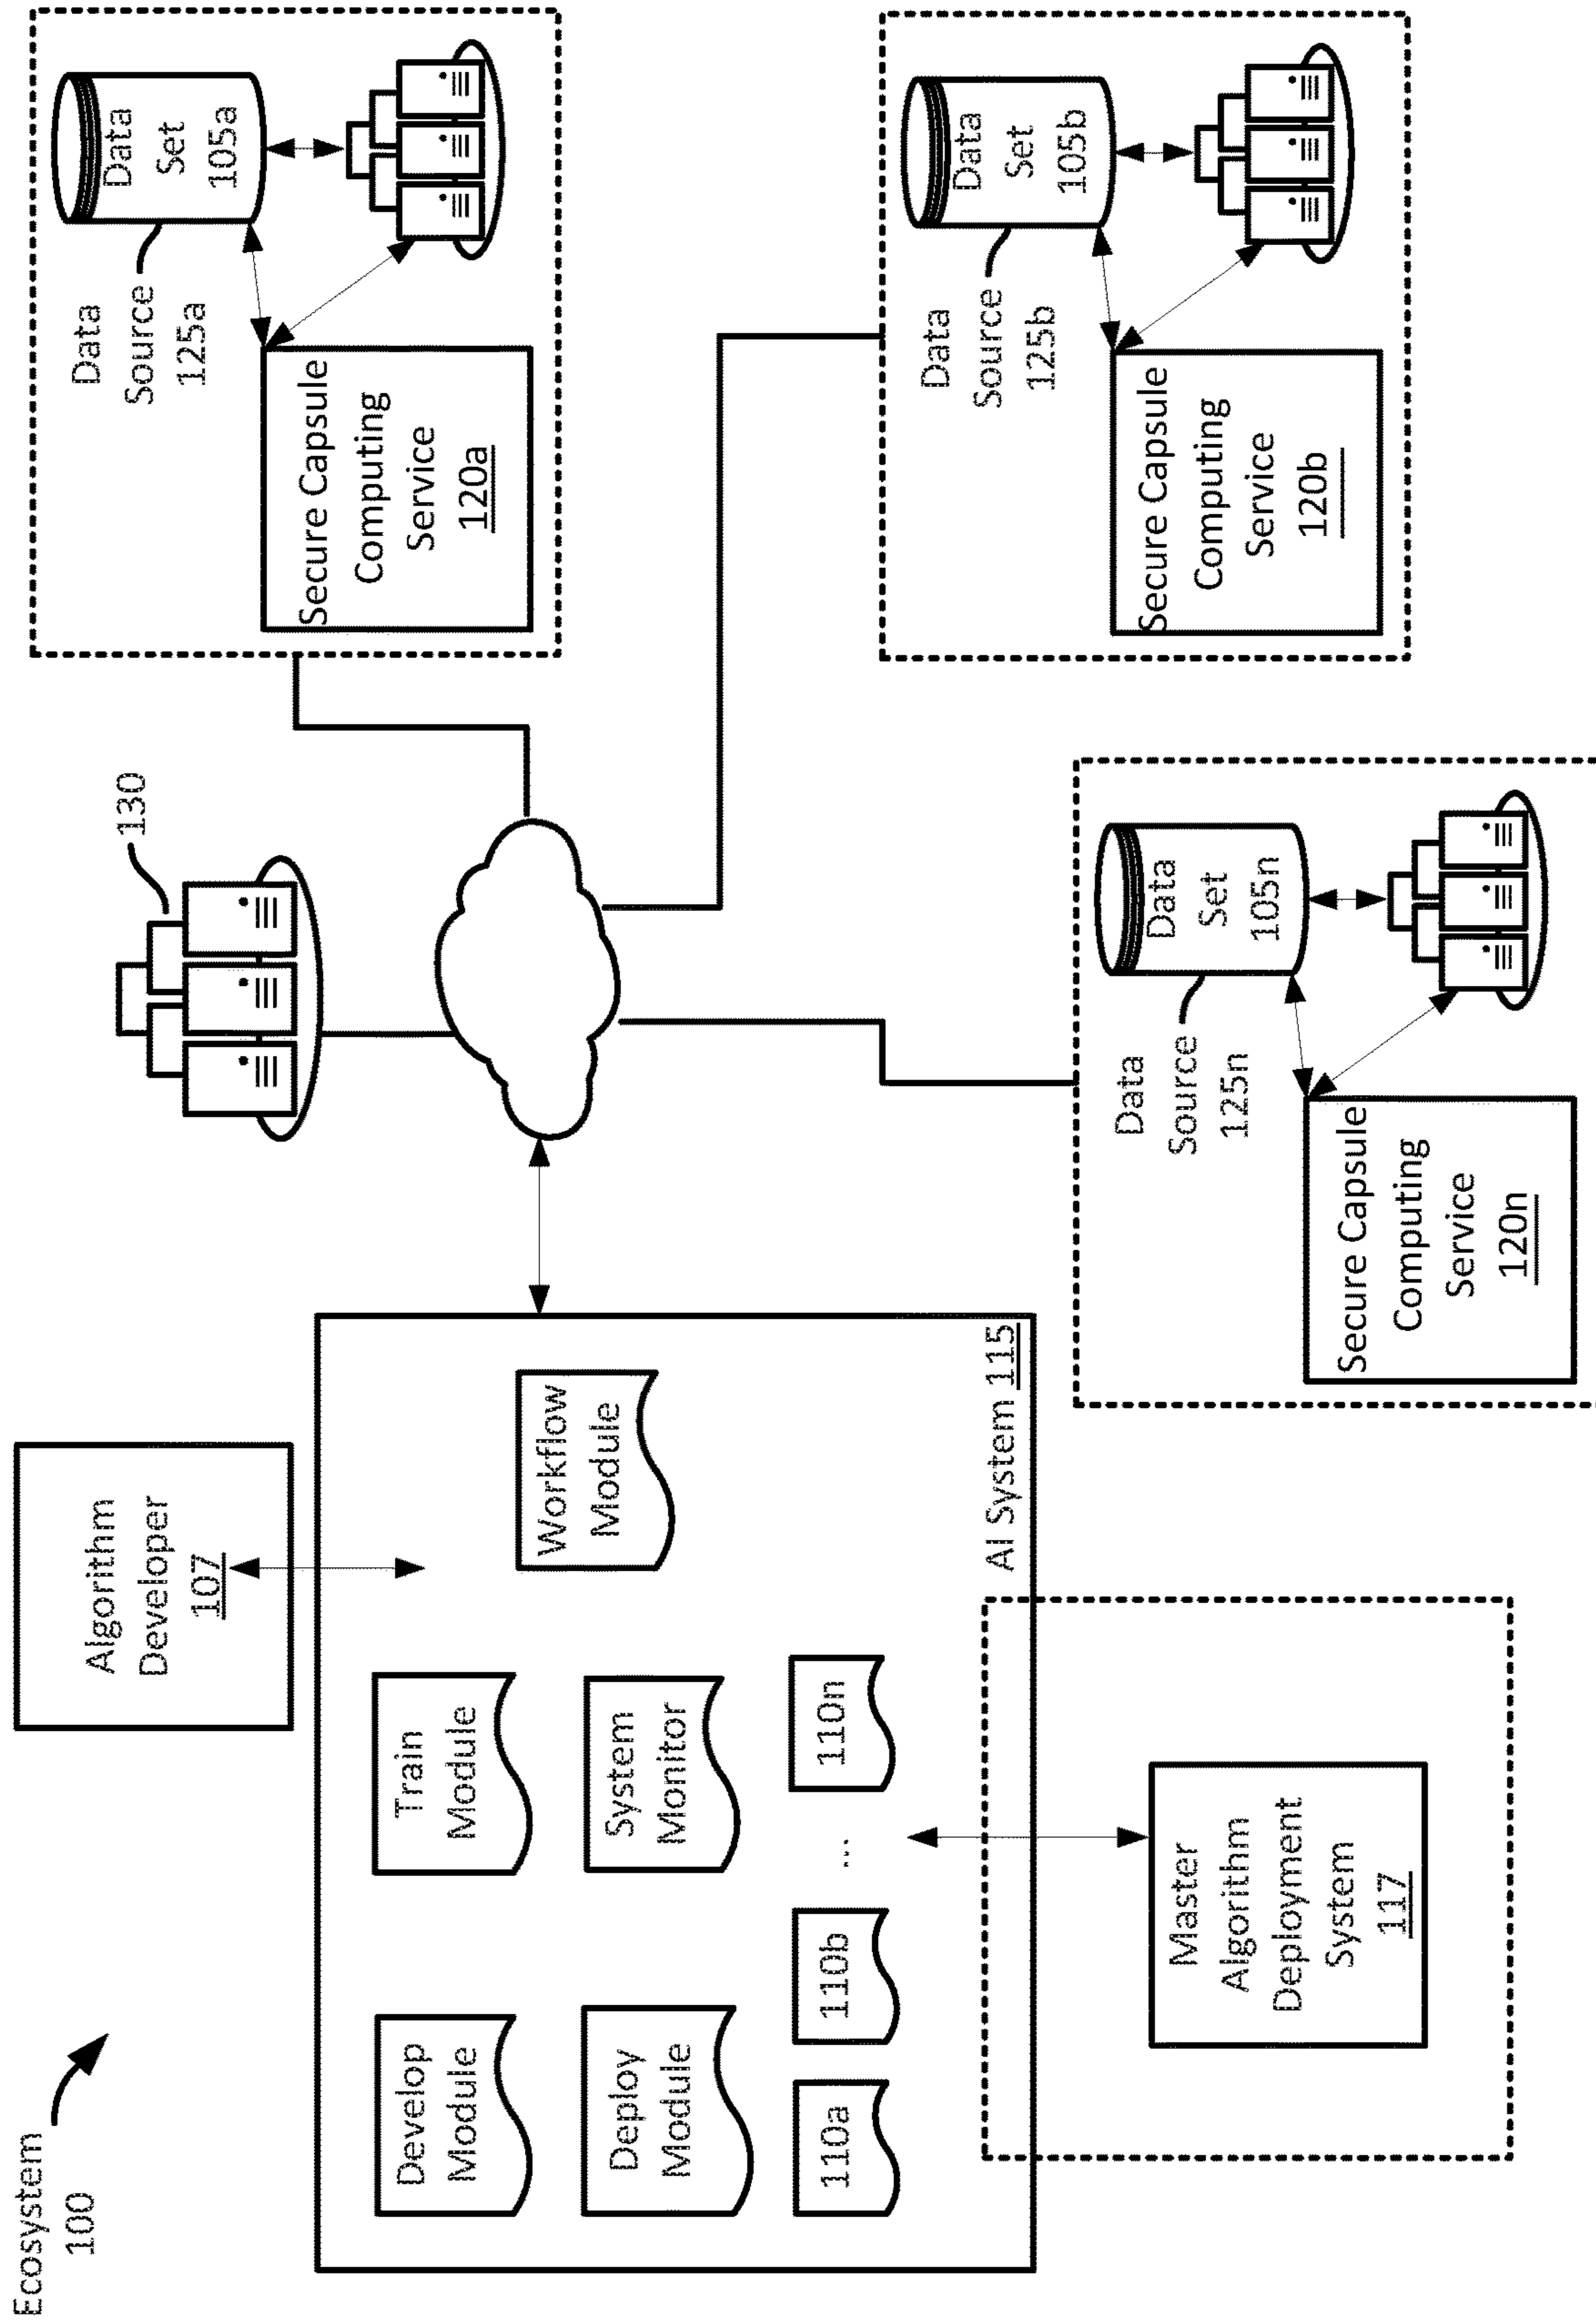 Ecosystem
100
Algorithm
Developer
107
Develop
Module
Train
Module
Workflow
Module
Deploy
Module
System
Monitor
110a
110b
...
110n
AI System 115
Master
Algorithm
Deployment
System
117
130
Data
Source
125a
Data
Set
105a
Secure Capsule
Computing
Service
120a
Data
Source
125b
Data
Set
105b
Secure Capsule
Computing
Service
120b
Data
Source
125n
Data
Set
105n
Secure Capsule
Computing
Service
120n